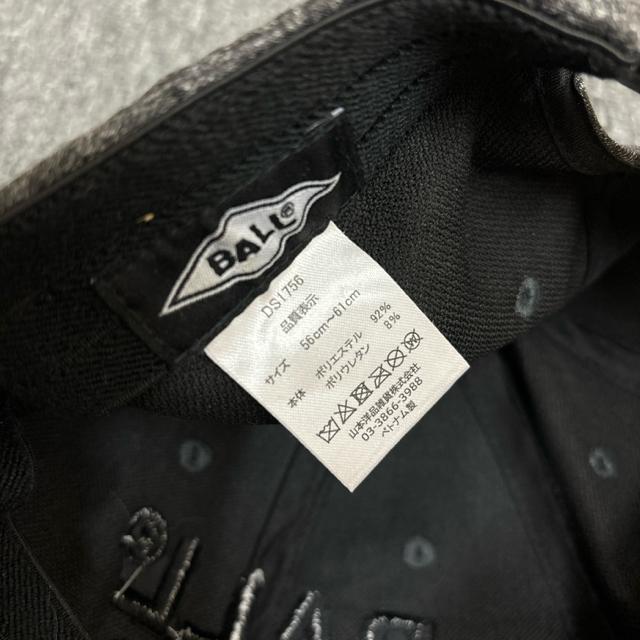 BALL®
DS1756
品質表示
サイズ 56cm〜61cm
本体 ポリエステル 92%
ポリウレタン 8%
山本洋品雑貨株式会社
03-3966-3988
ベトナム製